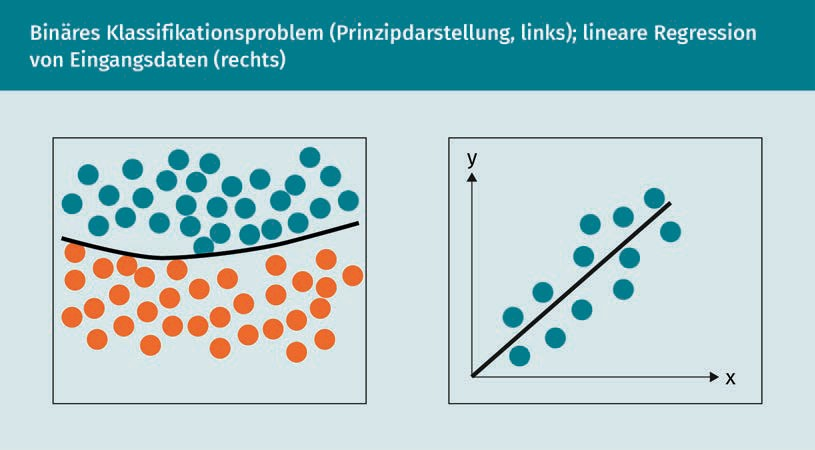 Binäres Klassifikationsproblem (Prinzipdarstellung, links); lineare Regression
von Eingangsdaten (rechts)
y
x